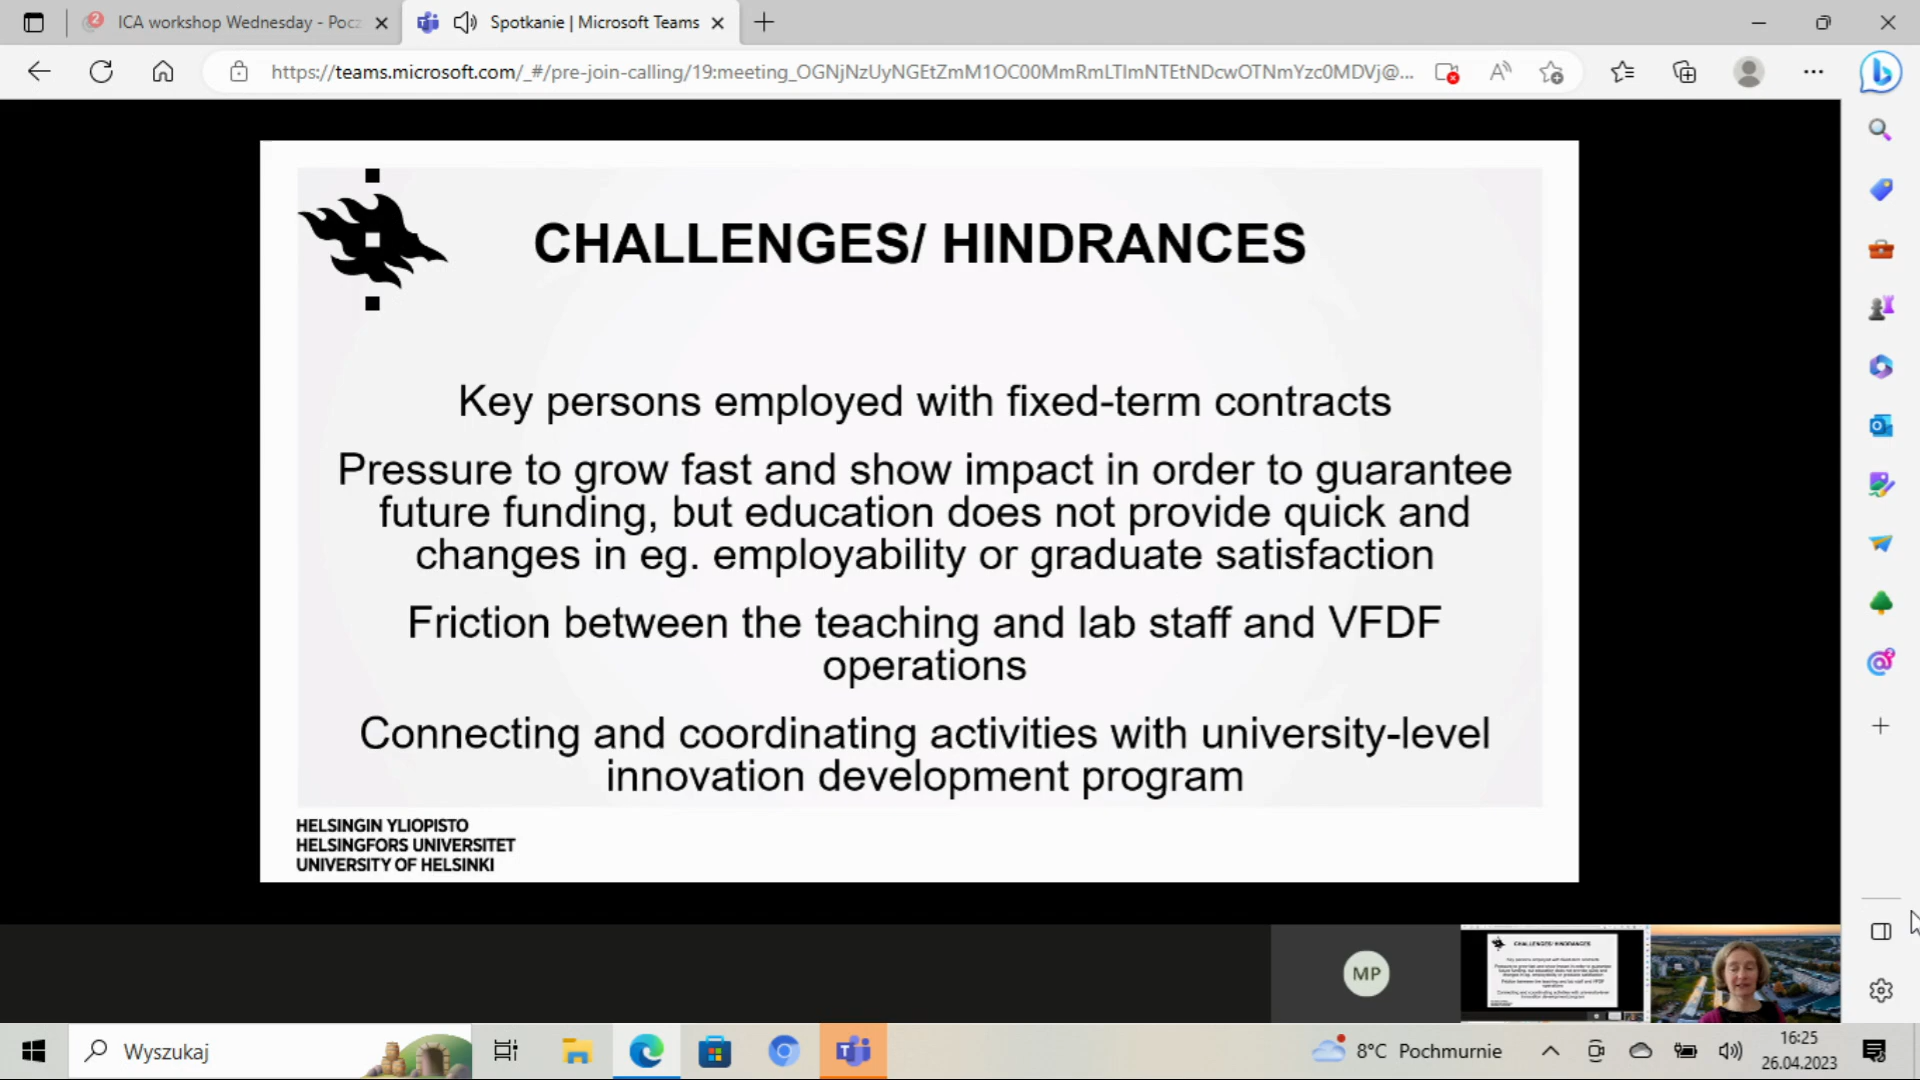 ICA workshop Wednesday - Pocz
Spotkanie | Microsoft Teams
https://teams.microsoft.com/_#/pre-join-calling/19:meeting_OGNjNzUyNGEtZmM1OC00MmRmLTlmNTEtNDcwOTNmYzc0MDVj@...
CHALLENGES/ HINDRANCES
Key persons employed with fixed-term contracts
Pressure to grow fast and show impact in order to guarantee
future funding, but education does not provide quick and
changes in eg. employability or graduate satisfaction
Friction between the teaching and lab staff and VFDF
operations
Connecting and coordinating activities with university-level
innovation development program
HELSINGIN YLIOPISTO
HELSINGFORS UNIVERSITET
UNIVERSITY OF HELSINKI
MP
CHALLENGES/ HINDRANCES
Wyszukaj
8°C Pochmurnie
16:25
26.04.2023